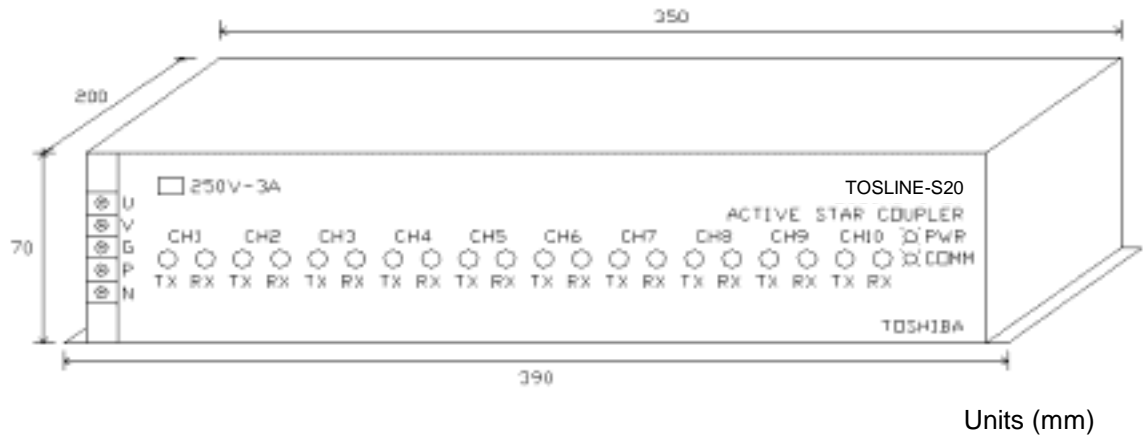 350
200
250V-3A
TOSLINE-S20
ACTIVE STAR COUPLER
U
V
G
P
N
70
CH1 CH2 CH3 CH4 CH5 CH6 CH7 CH8 CH9 CH10 PWR
COMM
TX RX TX RX TX RX TX RX TX RX TX RX TX RX TX RX TX RX TX RX
TOSHIBA
390
Units (mm)